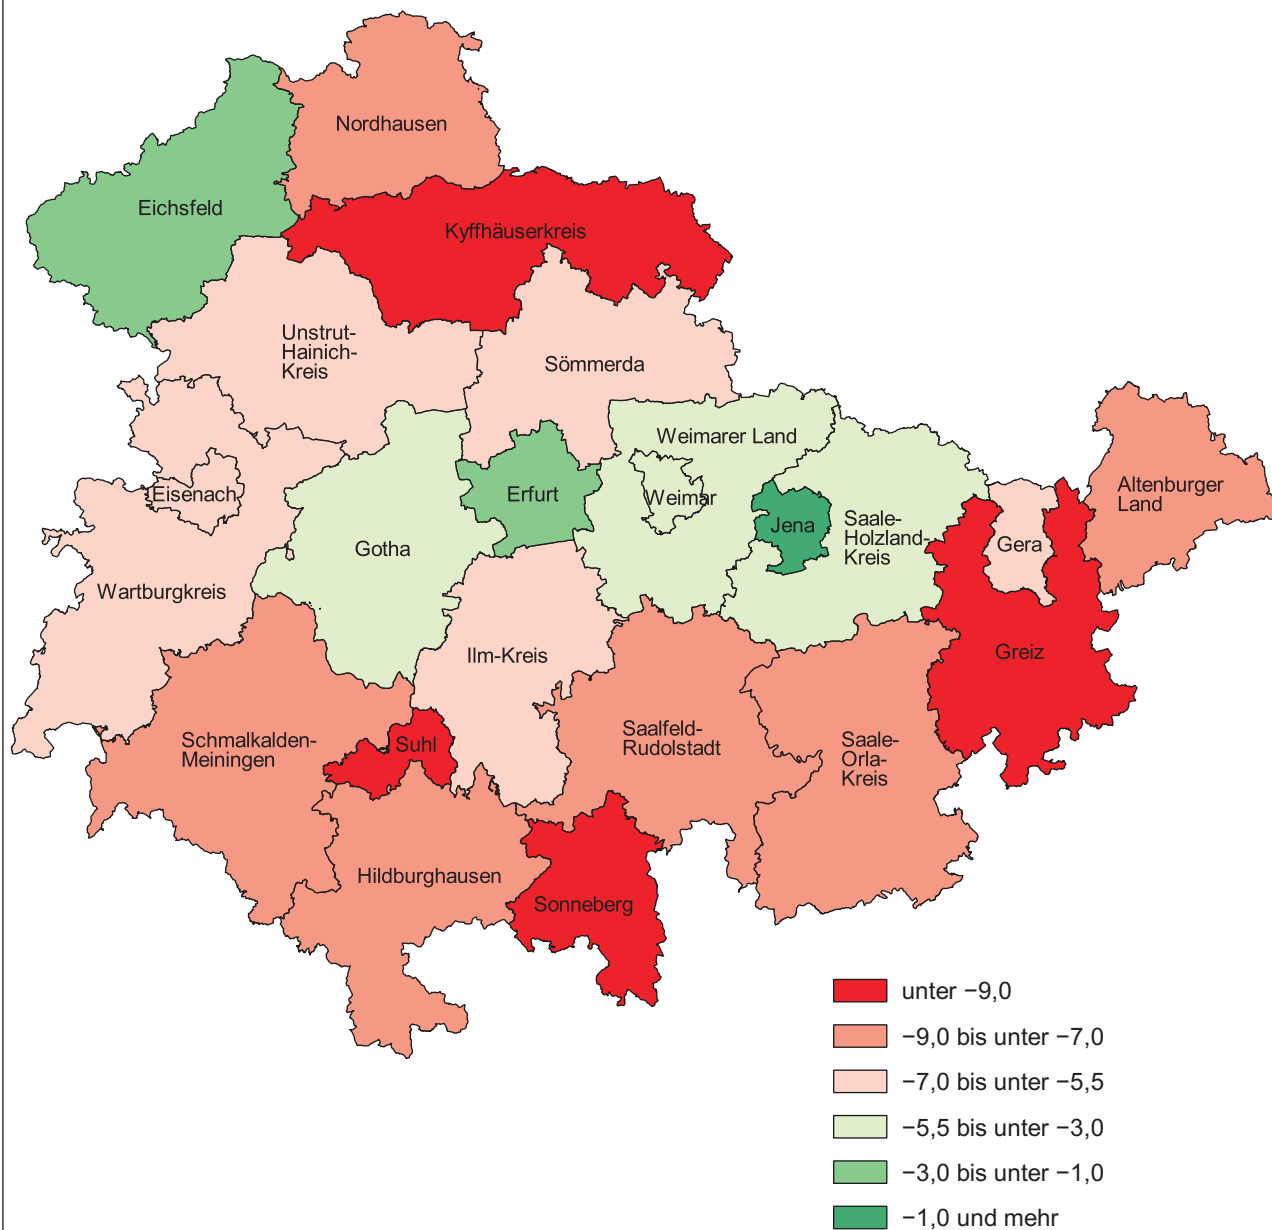 Nordhausen
Eichsfeld
Kyffhäuserkreis
Unstrut-
Hainich-
Kreis
Sömmerda
Weimarer Land
Eisenach
Erfurt
Weimar
Jena
Saale-
Holzland-
Kreis
Altenburger
Land
Gera
Gotha
Wartburgkreis
Ilm-Kreis
Greiz
Schmalkalden-
Meiningen
Suhl
Saalfeld-
Rudolstadt
Saale-
Orla-
Kreis
Hildburghausen
Sonneberg
unter −9,0
−9,0 bis unter −7,0
−7,0 bis unter −5,5
−5,5 bis unter −3,0
−3,0 bis unter −1,0
−1,0 und mehr